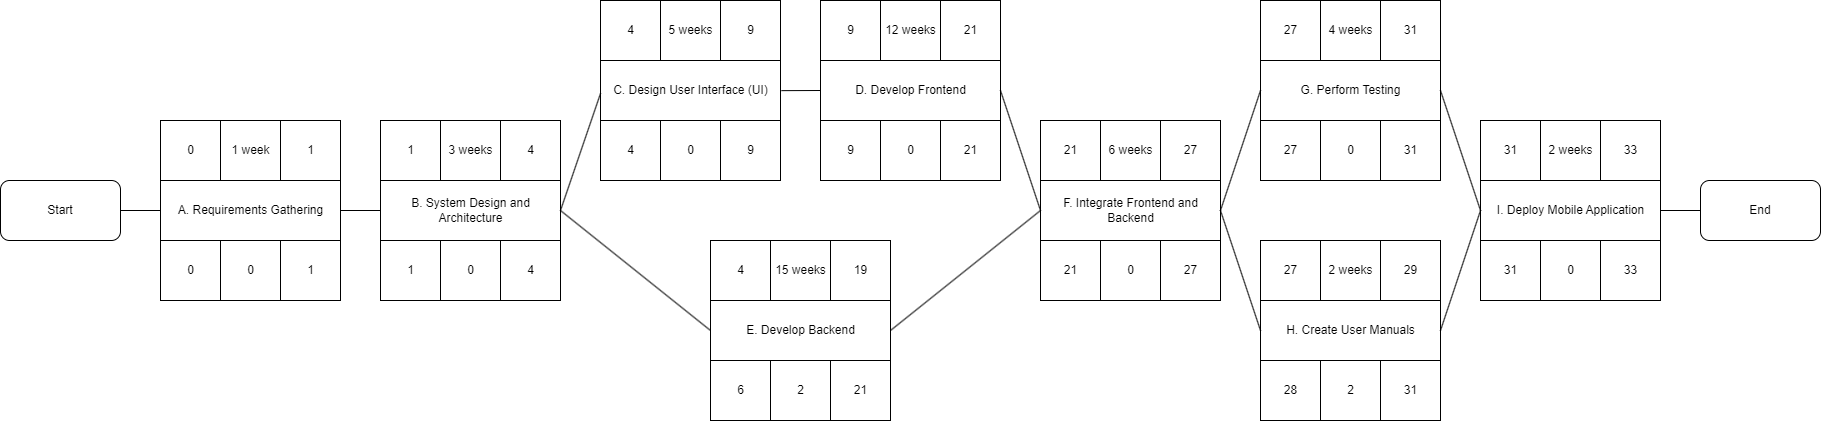 Start
0
1 week
1
A. Requirements Gathering
0
0
1
1
3 weeks
4
B. System Design and
Architecture
1
0
4
4
5 weeks
9
C. Design User Interface (UI)
4
0
9
9
12 weeks
21
D. Develop Frontend
9
0
21
4
15 weeks
19
E. Develop Backend
6
2
21
21
6 weeks
27
F. Integrate Frontend and
Backend
21
0
27
27
4 weeks
31
G. Perform Testing
27
0
31
27
2 weeks
29
H. Create User Manuals
28
2
31
31
2 weeks
33
I. Deploy Mobile Application
31
0
33
End